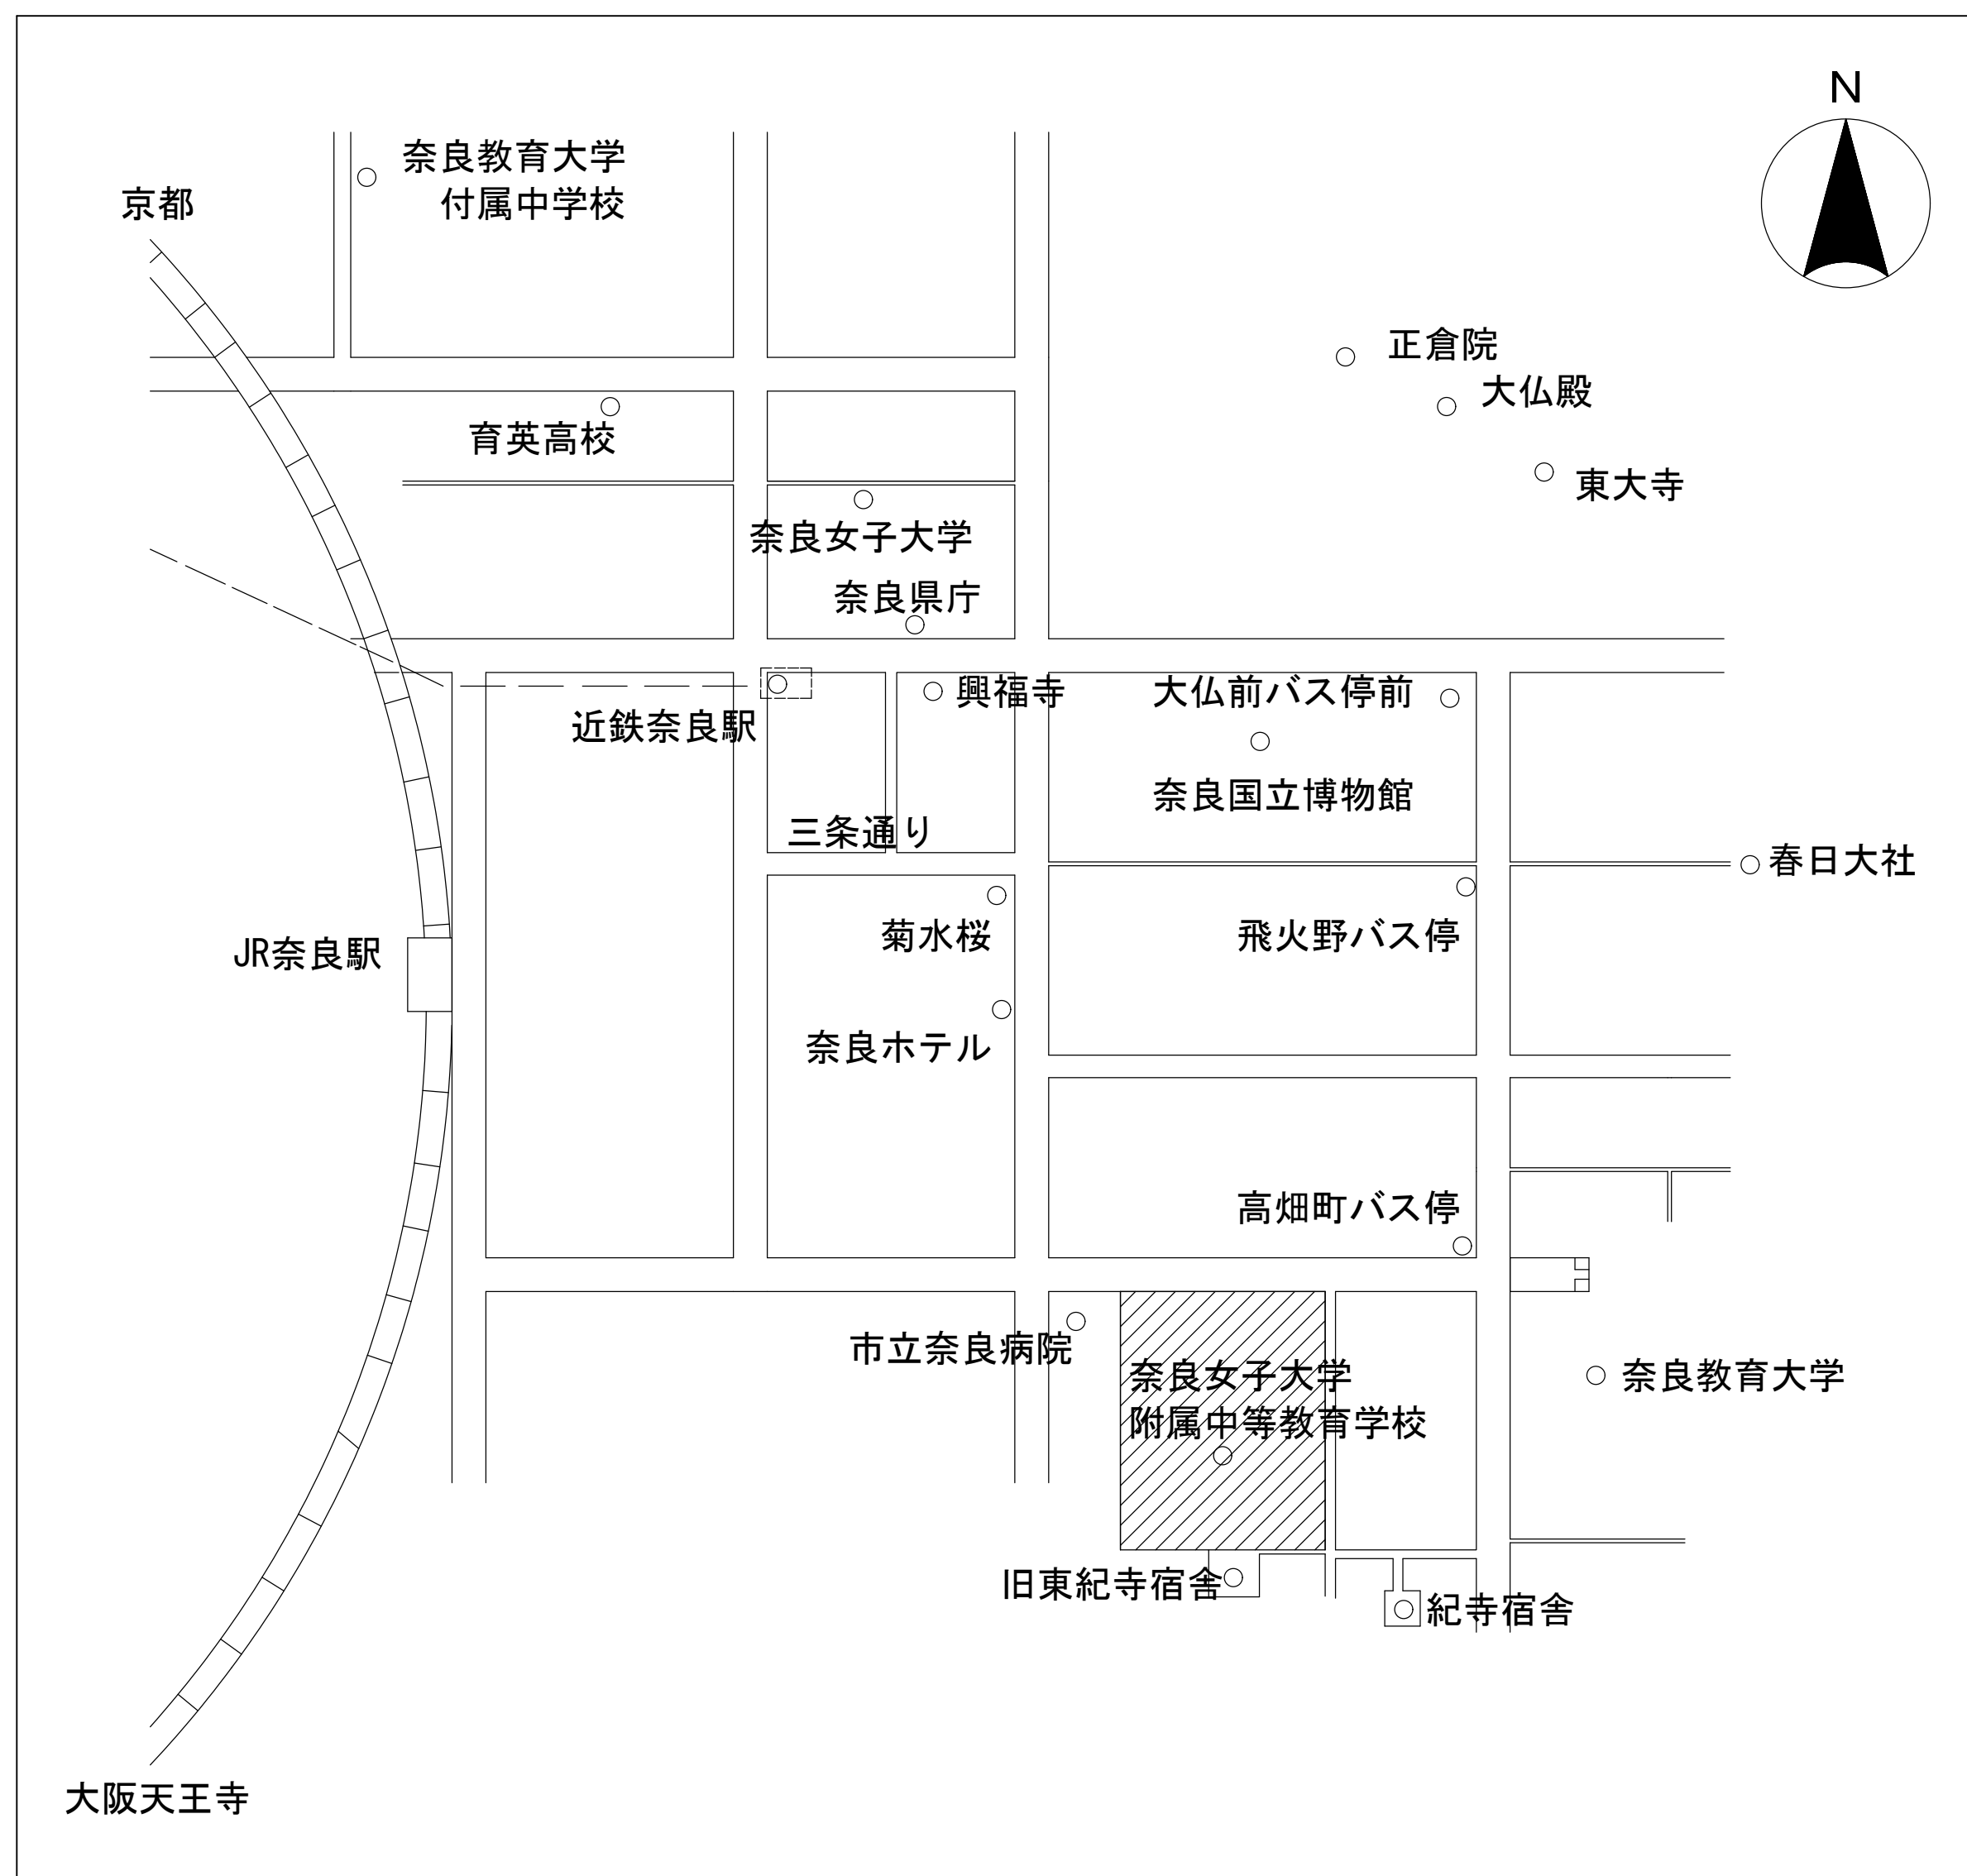 N
奈良教育大学
付属中学校
京都
正倉院
大仏殿
育英高校
東大寺
奈良女子大学
奈良県庁
興福寺
大仏前バス停前
近鉄奈良駅
奈良国立博物館
三条通り
春日大社
菊水桜
飛火野バス停
JR奈良駅
奈良ホテル
高畑町バス停
市立奈良病院
奈良女子大学
附属中等教育学校
奈良教育大学
旧東紀寺宿舎
紀寺宿舎
大阪天王寺